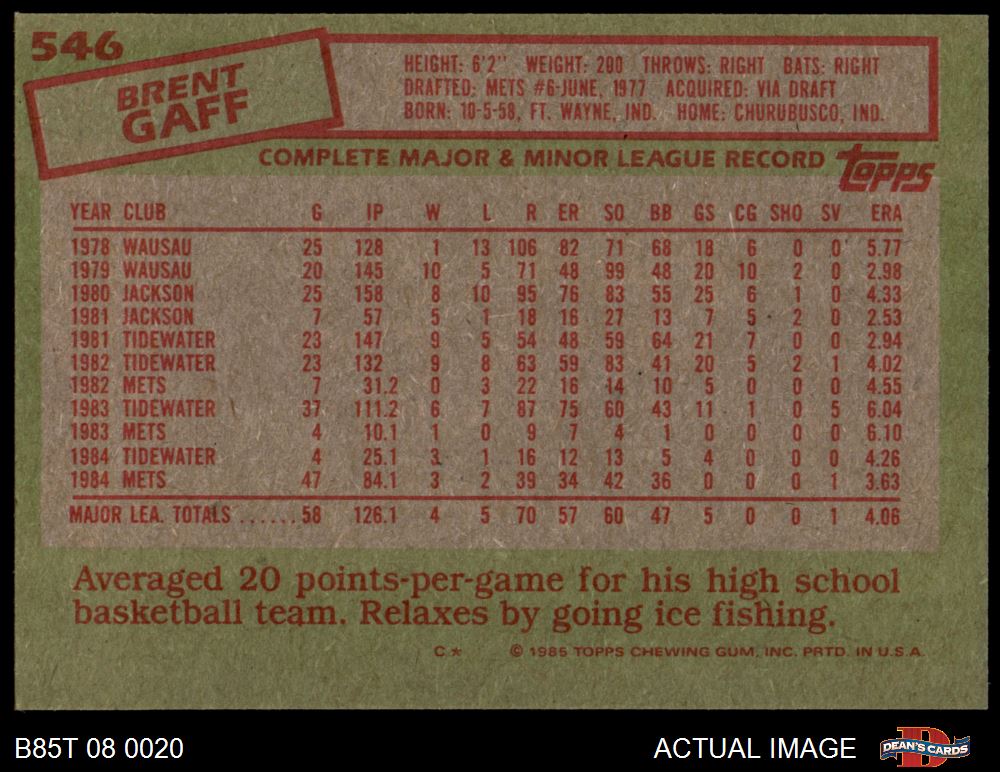 546
BRENT
GAFF
HEIGHT: 6'2" WEIGHT: 200 THROWS: RIGHT BATS: RIGHT
DRAFTED: METS #6-JUNE, 1977 ACQUIRED: VIA DRAFT
BORN: 10-5-58, FT. WAYNE, IND. HOME: CHURUBUSCO, IND.
COMPLETE MAJOR & MINOR LEAGUE RECORD
Topps
YEAR CLUB G IP W L R ER SO BB GS CG SHO SV ERA
1978 WAUSAU 25 128 1 13 106 82 71 68 18 6 0 0 5.77
1979 WAUSAU 20 145 10 5 71 48 99 48 20 10 2 0 2.98
1980 JACKSON 25 158 8 10 95 76 83 55 25 6 1 0 4.33
1981 JACKSON 7 57 5 1 18 16 27 13 7 5 2 0 2.53
1981 TIDEWATER 23 147 9 5 54 48 59 64 21 7 0 0 2.94
1982 TIDEWATER 23 132 9 8 63 59 83 41 20 5 2 1 4.02
1982 METS 7 31.2 0 3 22 16 14 10 5 0 0 0 4.55
1983 TIDEWATER 37 111.2 6 7 87 75 60 43 11 1 0 5 6.04
1983 METS 4 10.1 1 0 9 7 4 1 0 0 0 0 6.10
1984 TIDEWATER 4 25.1 3 1 16 12 13 5 4 0 0 0 4.26
1984 METS 47 84.1 3 2 39 34 42 36 0 0 0 1 3.63
MAJOR LEA. TOTALS ...... 58 126.1 4 5 70 57 60 47 5 0 0 1 4.06
Averaged 20 points-per-game for his high school
basketball team. Relaxes by going ice fishing.
C* © 1985 TOPPS CHEWING GUM, INC. PRTD. IN U.S.A.
B85T 08 0020
ACTUAL IMAGE
D
DEAN'S CARDS